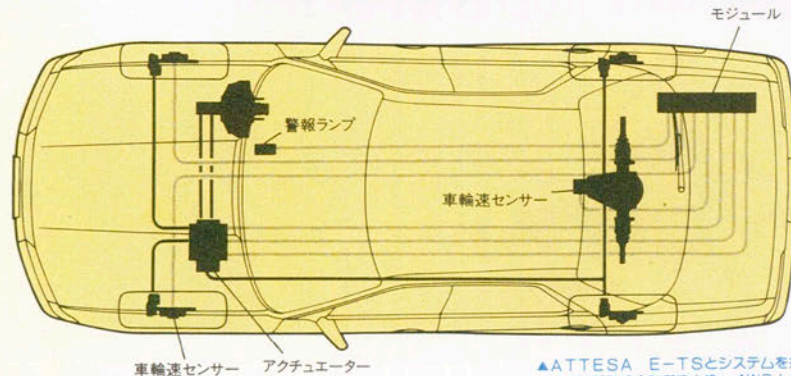 モジュール
警報ランプ
車輪速センサー
車輪速センサー
アクチュエーター
▲ATTESA E-TSとシステムを